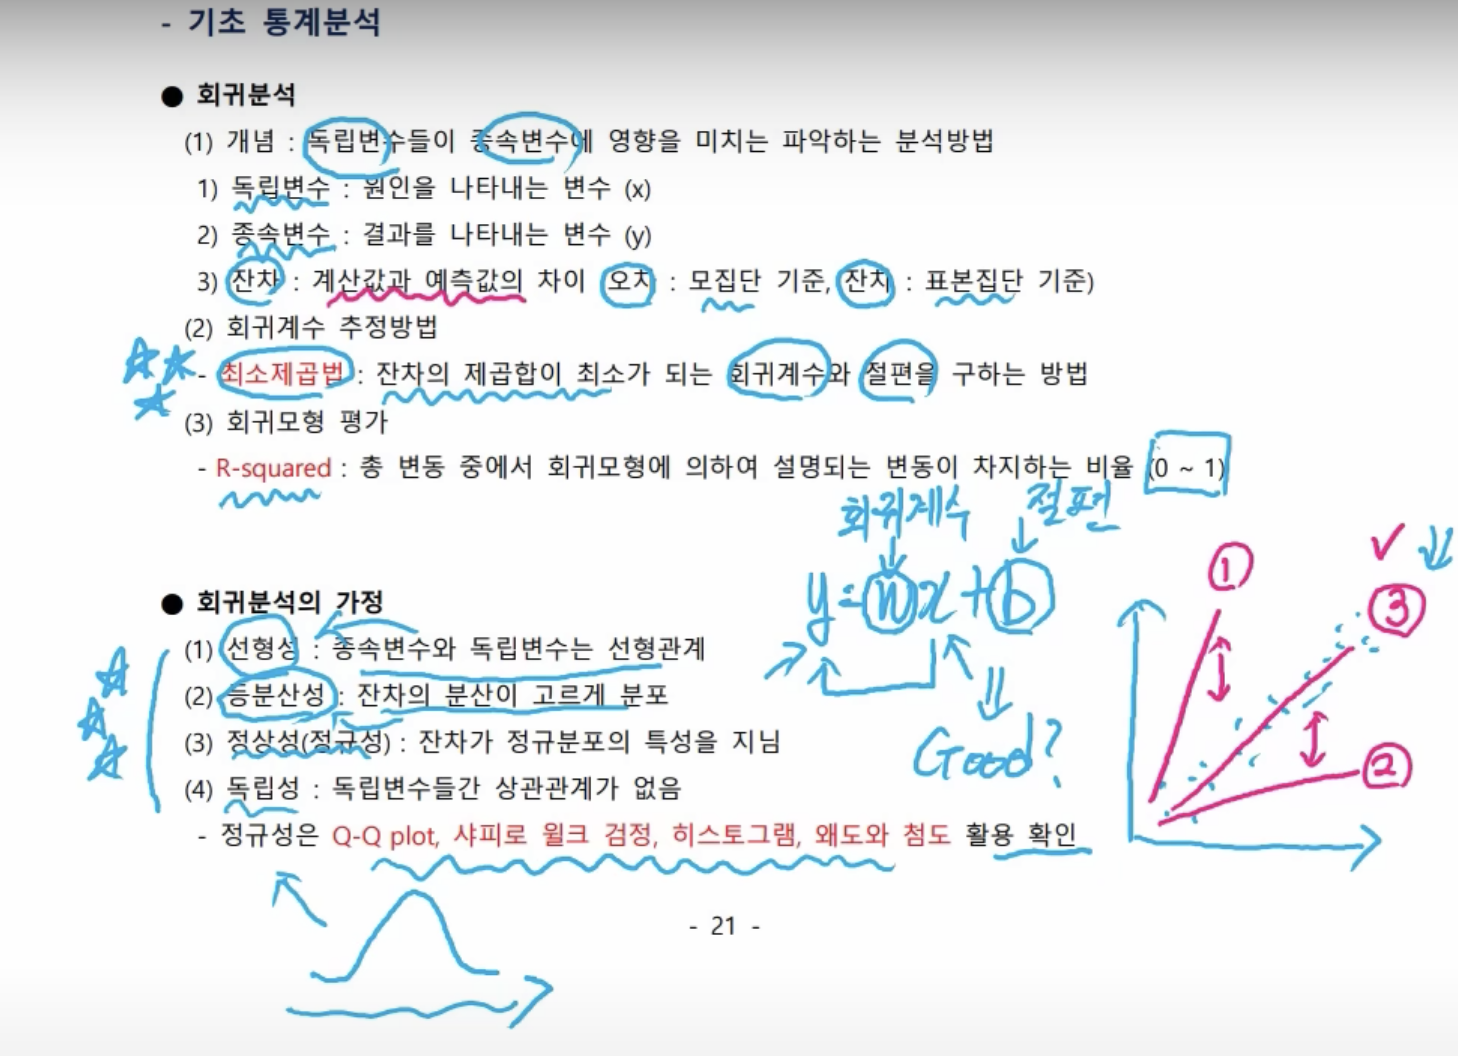 - 기초 통계분석
● 회귀분석
(1) 개념 : 독립변수들이 종속변수에 영향을 미치는 파악하는 분석방법
1) 독립변수 : 원인을 나타내는 변수 (x)
2) 종속변수 : 결과를 나타내는 변수 (y)
3) 잔차 : 계산값과 예측값의 차이 오차 : 모집단 기준, 잔차 : 표본집단 기준)
(2) 회귀계수 추정방법
- 최소제곱법 : 잔차의 제곱합이 최소가 되는 회귀계수와 절편을 구하는 방법
(3) 회귀모형 평가
- R-squared : 총 변동 중에서 회귀모형에 의하여 설명되는 변동이 차지하는 비율 (0 ~ 1)
회귀계수 절편
y = wx + b
Good?
① ② ③
● 회귀분석의 가정
(1) 선형성 : 종속변수와 독립변수는 선형관계
(2) 등분산성 : 잔차의 분산이 고르게 분포
(3) 정상성(정규성) : 잔차가 정규분포의 특성을 지님
(4) 독립성 : 독립변수들간 상관관계가 없음
- 정규성은 Q-Q plot, 샤피로 윌크 검정, 히스토그램, 왜도와 첨도 활용 확인
- 21 -